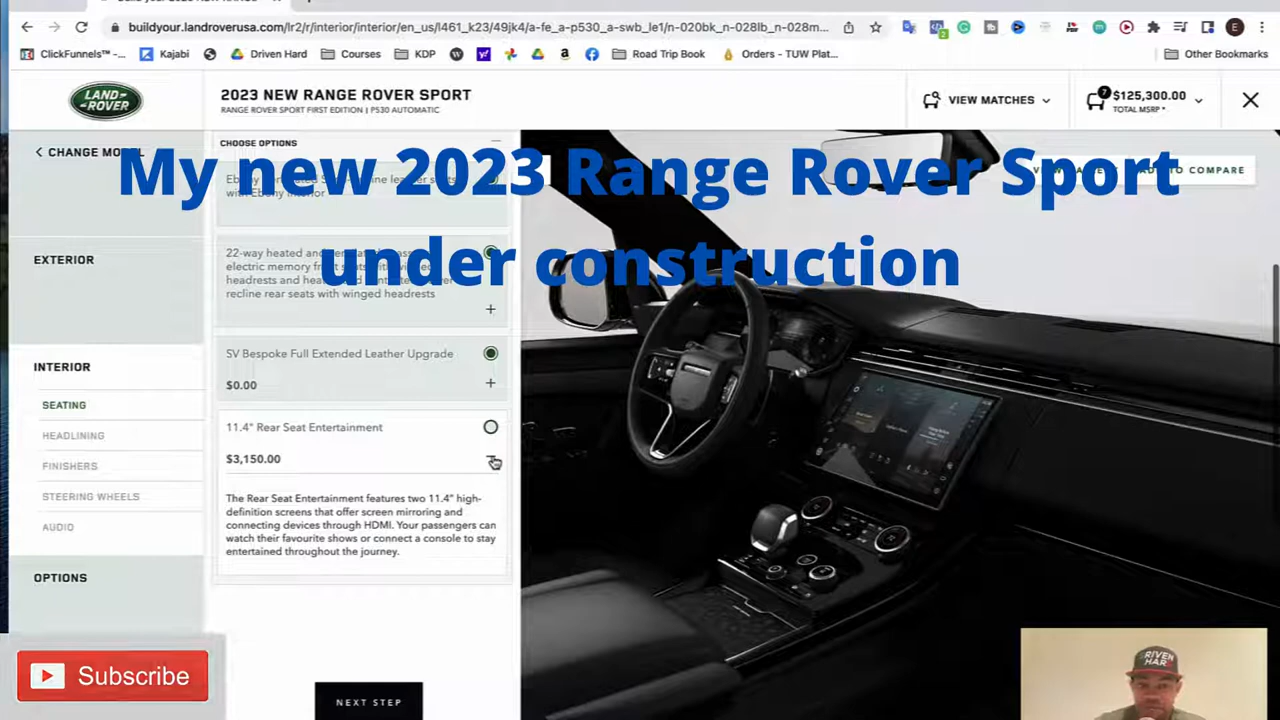 buildyour.landroverusa.com/lr2/r/interior/interior/en_us/l461_k23/49jk4/a-fe_a-p530_a-swb_le1/n-020bk_n-028lb_n-028m...
ClickFunnels™ -...
Kajabi
Driven Hard
Courses
KDP
Road Trip Book
Orders - TUW Plat...
Other Bookmarks
LAND-
ROVER
2023 NEW RANGE ROVER SPORT
RANGE ROVER SPORT FIRST EDITION | P530 AUTOMATIC
VIEW MATCHES
7
$125,300.00
TOTAL MSRP *
CHANGE MODEL
CHOOSE OPTIONS
My new 2023 Range Rover Sport
under construction
TO COMPARE
with Ebony interior
EXTERIOR
22-way heated and
electric memory
headrests and
recline rear seats with winged headrests
INTERIOR
SEATING
HEADLINING
FINISHERS
STEERING WHEELS
AUDIO
OPTIONS
SV Bespoke Full Extended Leather Upgrade
$0.00
11.4" Rear Seat Entertainment
$3,150.00
The Rear Seat Entertainment features two 11.4" high-
definition screens that offer screen mirroring and
connecting devices through HDMI. Your passengers can
watch their favourite shows or connect a console to stay
entertained throughout the journey.
NEXT STEP
Subscribe